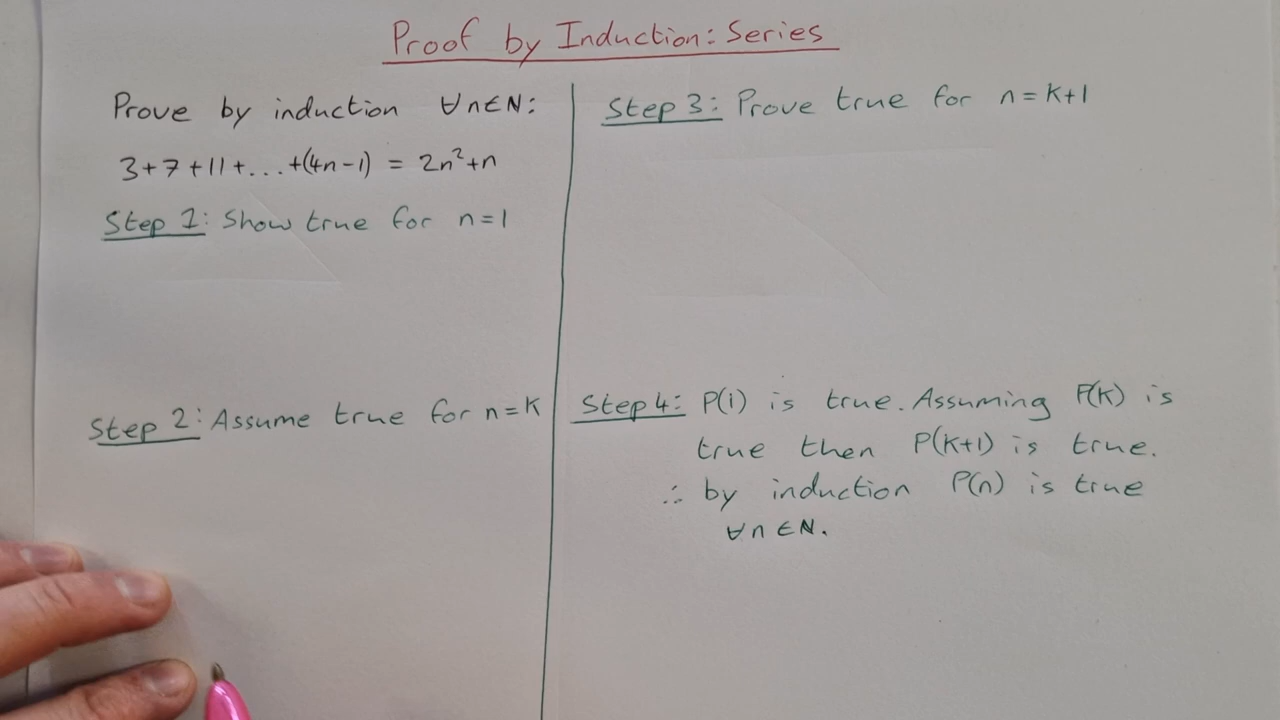 Proof by Induction: Series
Prove by induction ∀n∈N:
3+7+11+...+(4n-1) = 2n²+n
Step 1: Show true for n=1
Step 2: Assume true for n=k
Step 3: Prove true for n=k+1
Step 4: P(1) is true. Assuming P(k) is
true then P(k+1) is true.
∴ by induction P(n) is true
∀n∈N.